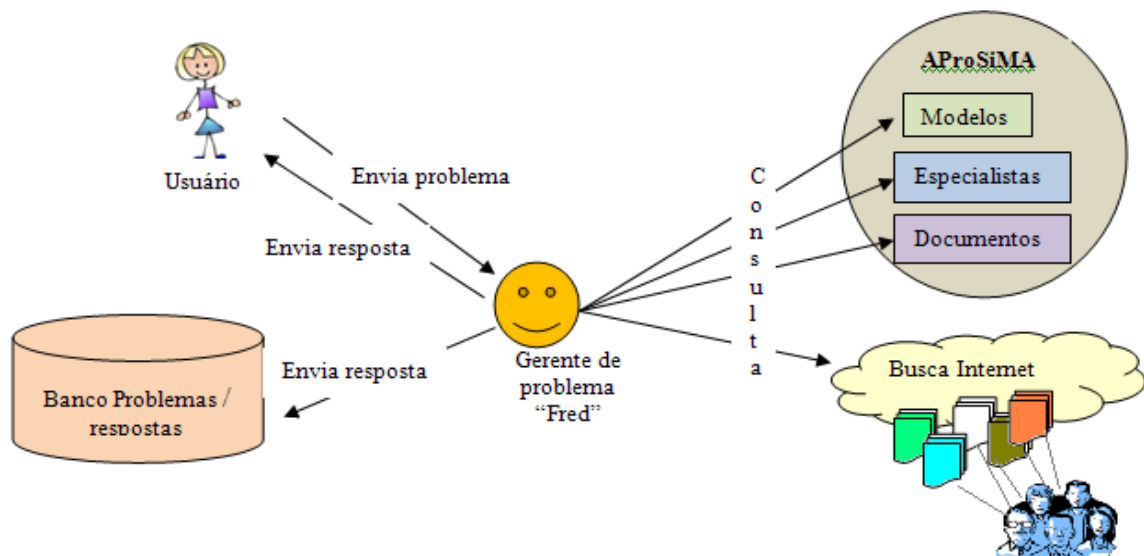 AProSiMA
Modelos
Especialistas
Documentos
Usuário
Envia problema
Envia resposta
Consulta
Gerente de
problema
“Fred”
Envia resposta
Banco Problemas /
respostas
Busca Internet